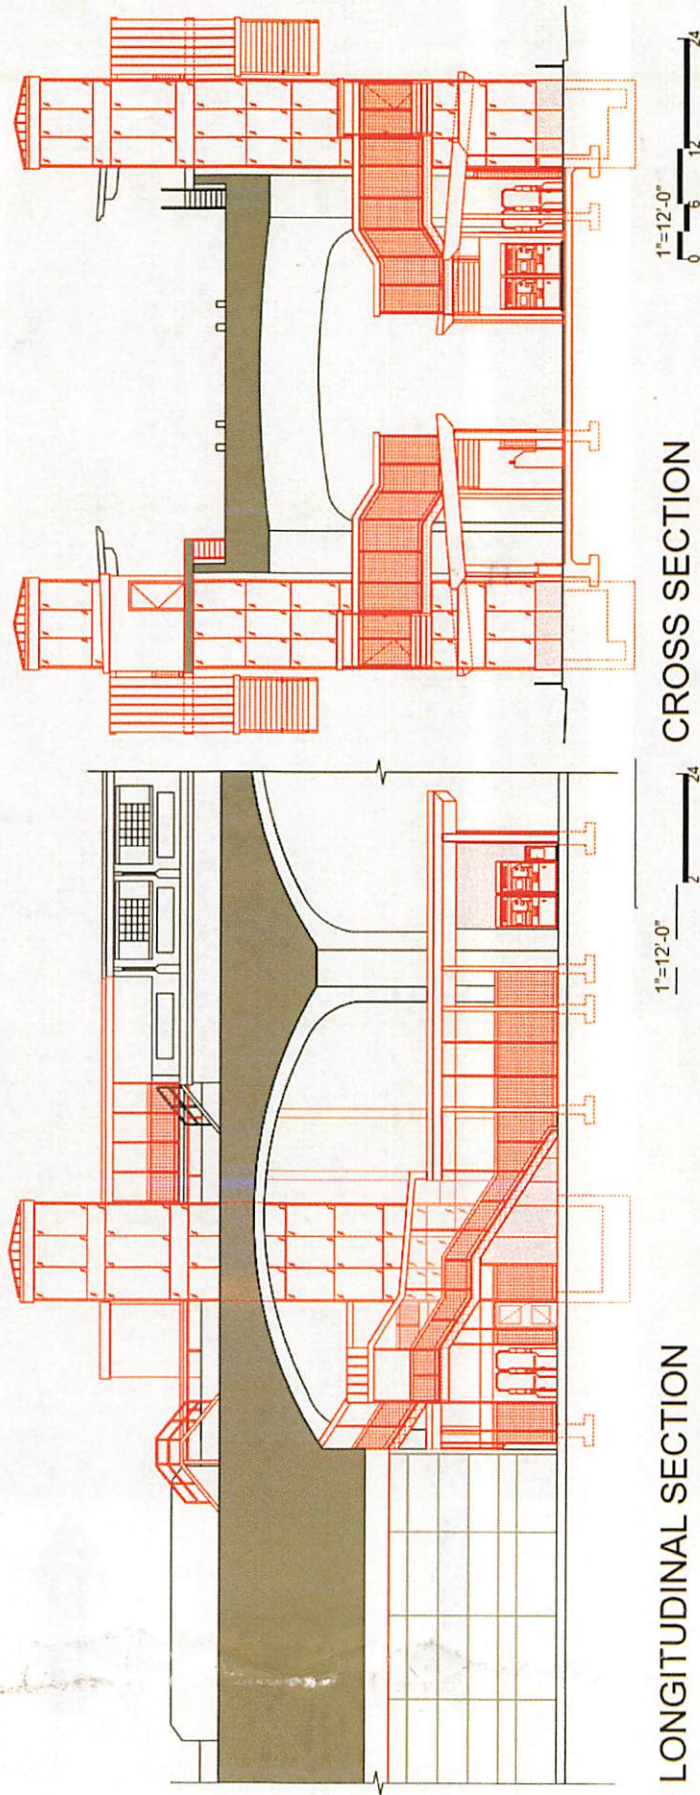 LONGITUDINAL SECTION
1"=12'-0"
2 24
CROSS SECTION
1"=12'-0"
0 6 12 24